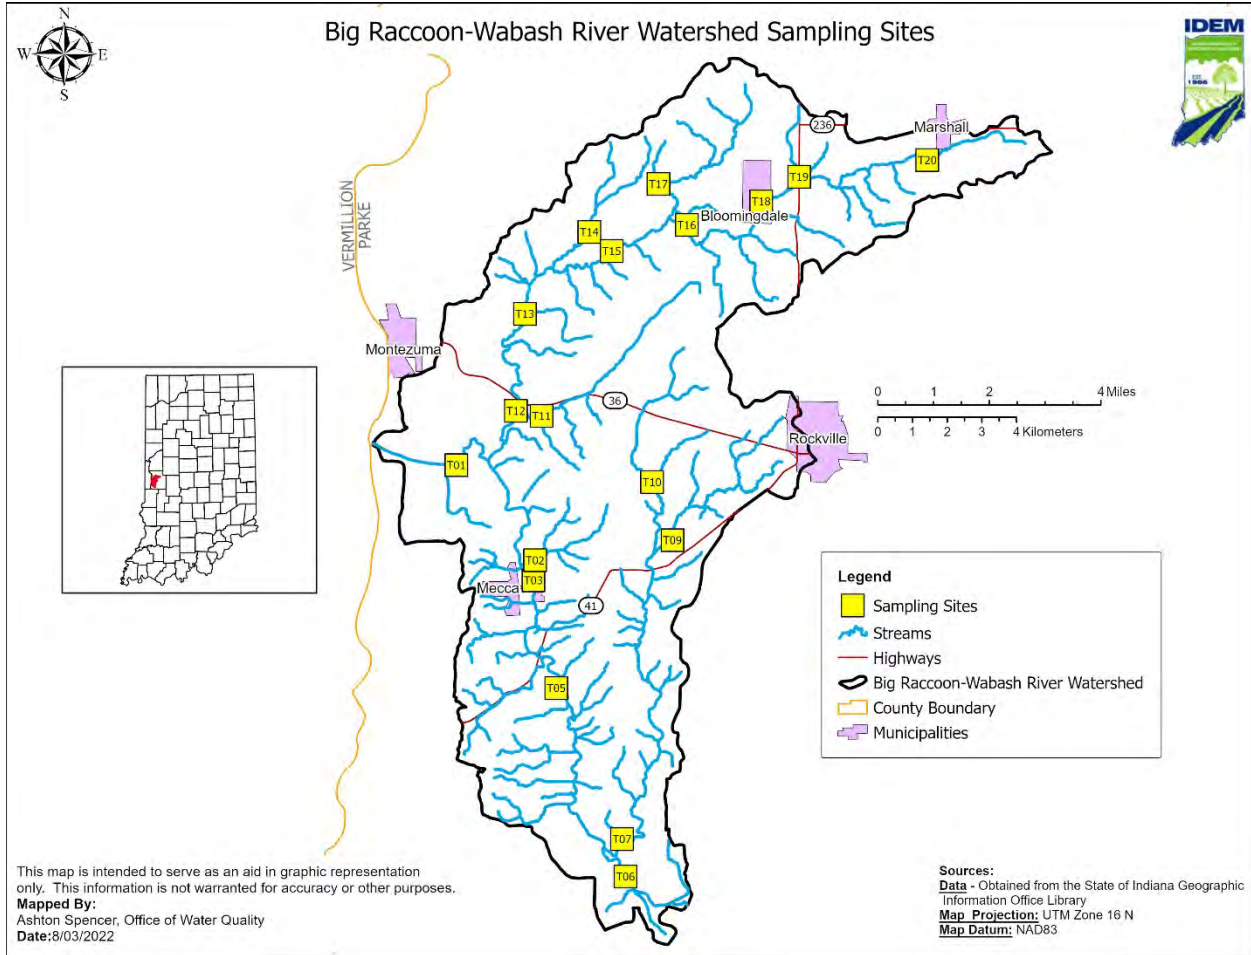 Big Raccoon-Wabash River Watershed Sampling Sites
N
W
E
S
IDEM
236
Marshall
T20
T19
T17
T18
Bloomingdale
T16
T14
T15
VERMILLION
PARKE
T13
Montezuma
T12
T11
36
Rockville
T01
T10
T09
T02
T03
Mecca
41
T05
T07
T06
0 1 2 4 Miles
0 1 2 3 4 Kilometers
Legend
Sampling Sites
Streams
Highways
Big Raccoon-Wabash River Watershed
County Boundary
Municipalities
This map is intended to serve as an aid in graphic representation
only. This information is not warranted for accuracy or other purposes.
Mapped By:
Ashton Spencer, Office of Water Quality
Date:8/03/2022
Sources:
Data - Obtained from the State of Indiana Geographic
Information Office Library
Map Projection: UTM Zone 16 N
Map Datum: NAD83